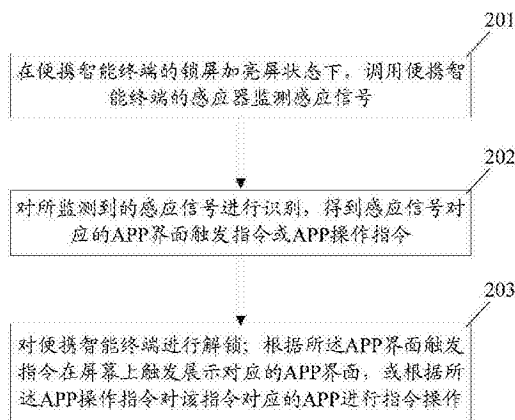 201
在便携智能终端的锁屏加亮屏状态下，调用便携智
能终端的感应器监测感应信号
202
对所监测到的感应信号进行识别，得到感应信号对
应的APP界面触发指令或APP操作指令
203
对便携智能终端进行解锁；根据所述APP界面触发
指令在屏幕上触发展示对应的APP界面，或根据所
述APP操作指令对该指令对应的APP进行指令操作